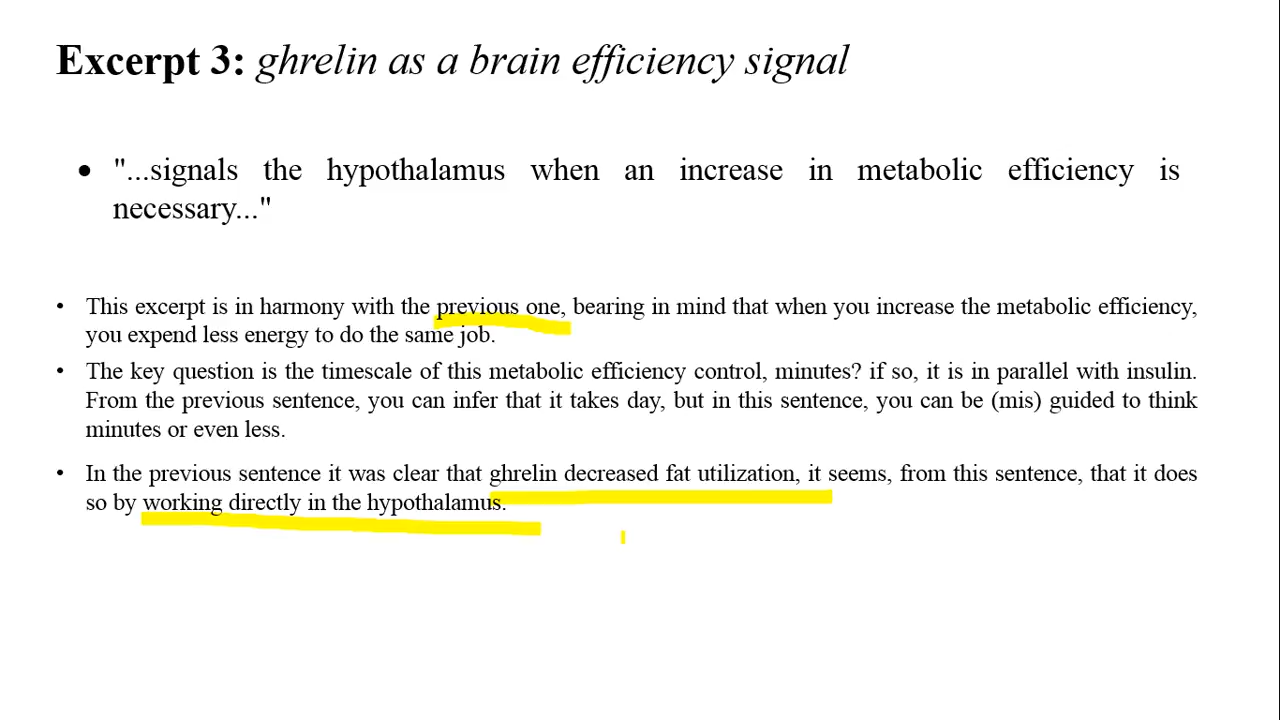 Excerpt 3: ghrelin as a brain efficiency signal
• "...signals the hypothalamus when an increase in metabolic efficiency is
necessary..."
• This excerpt is in harmony with the previous one, bearing in mind that when you increase the metabolic efficiency,
you expend less energy to do the same job.
• The key question is the timescale of this metabolic efficiency control, minutes? if so, it is in parallel with insulin.
From the previous sentence, you can infer that it takes day, but in this sentence, you can be (mis) guided to think
minutes or even less.
• In the previous sentence it was clear that ghrelin decreased fat utilization, it seems, from this sentence, that it does
so by working directly in the hypothalamus.